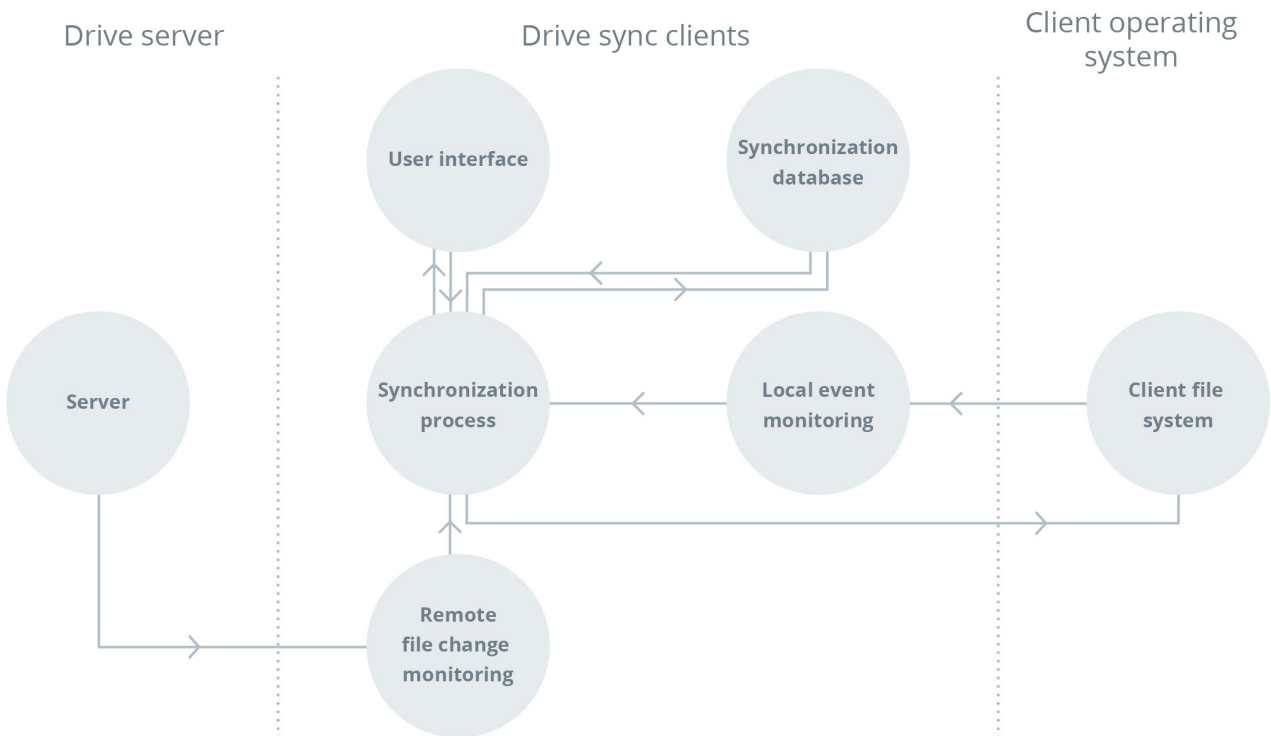 Drive server
Drive sync clients
Client operating
system
User interface
Synchronization
database
Server
Synchronization
process
Local event
monitoring
Client file
system
Remote
file change
monitoring